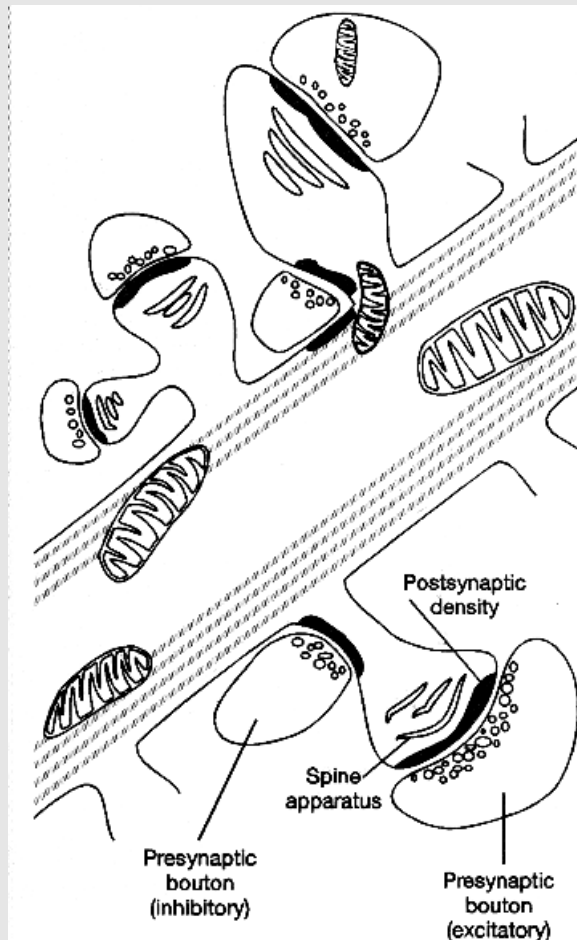 Postsynaptic
density
Spine
apparatus
Presynaptic
bouton
(inhibitory)
Presynaptic
bouton
(excitatory)